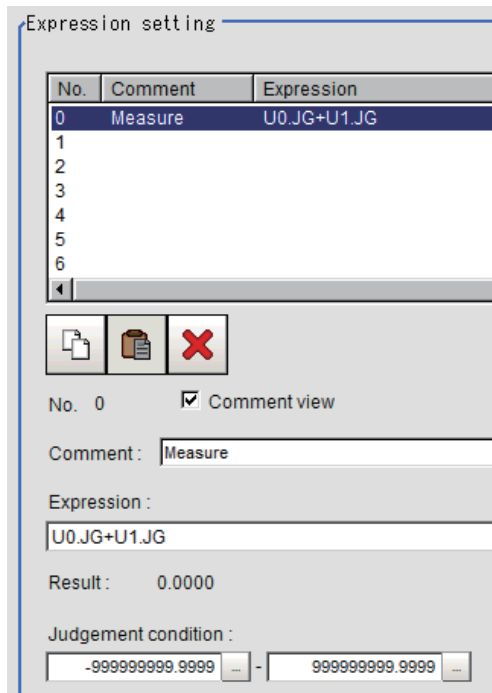 Expression setting
No. Comment Expression
0 Measure U0.JG+U1.JG
1
2
3
4
5
6
No. 0 Comment view
Comment : Measure
Expression :
U0.JG+U1.JG
Result : 0.0000
Judgement condition :
-999999999.9999 ... - 999999999.9999 ...